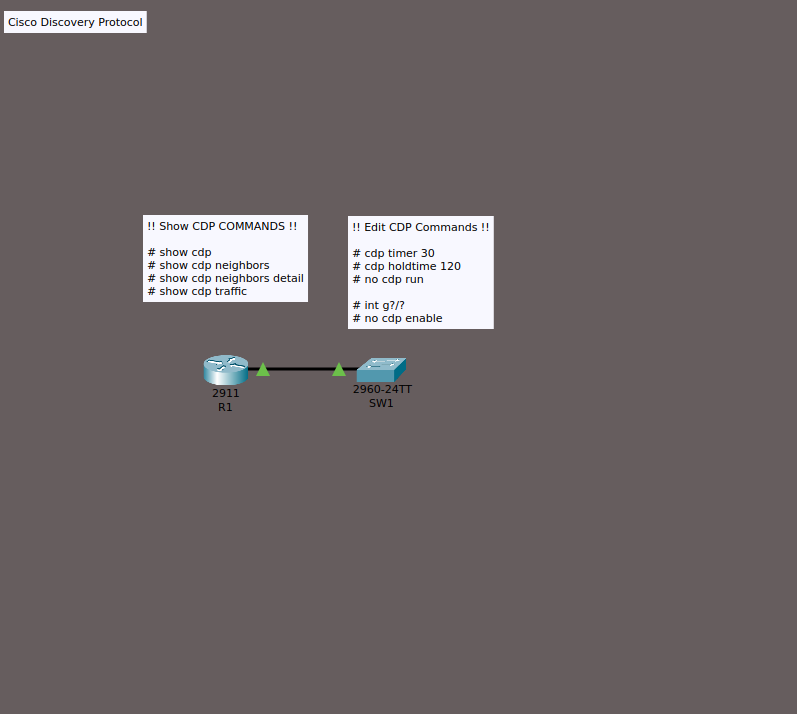 Cisco Discovery Protocol
!! Show CDP COMMANDS !!
# show cdp
# show cdp neighbors
# show cdp neighbors detail
# show cdp traffic
!! Edit CDP Commands !!
# cdp timer 30
# cdp holdtime 120
# no cdp run
# int g?/?
# no cdp enable
2911
R1
2960-24TT
SW1